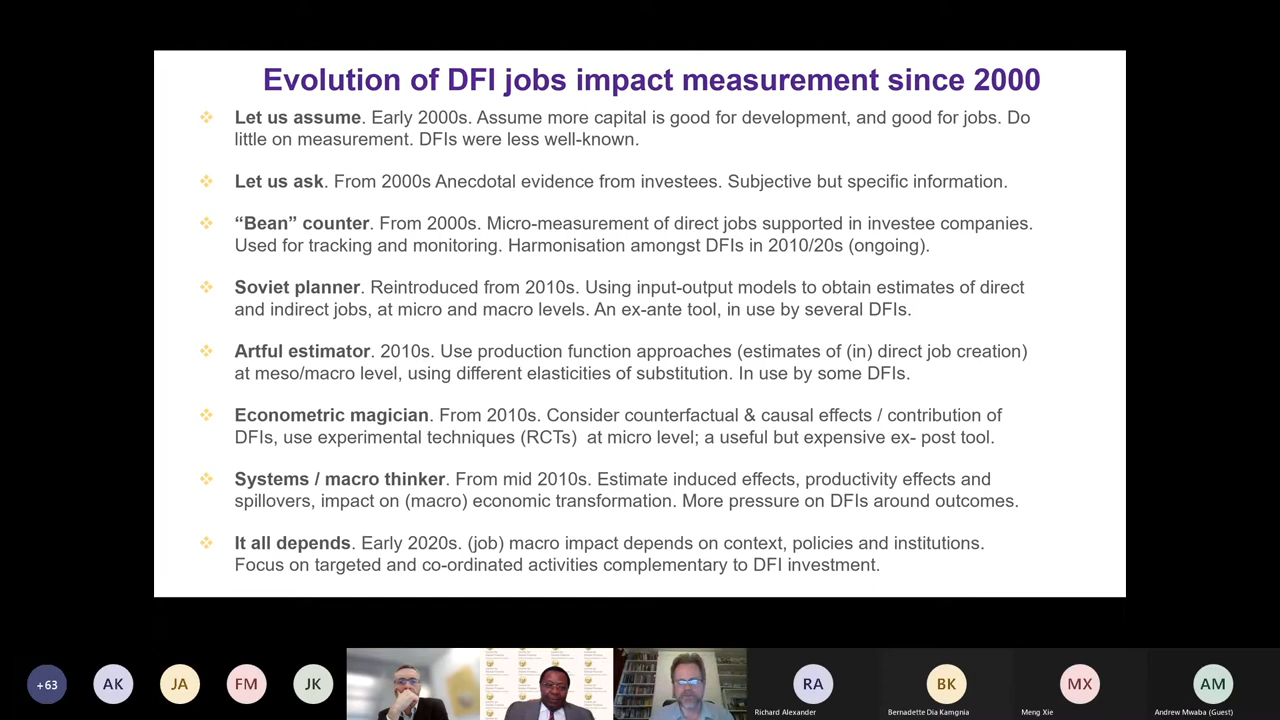 Evolution of DFI jobs impact measurement since 2000
Let us assume. Early 2000s. Assume more capital is good for development, and good for jobs. Do
little on measurement. DFIs were less well-known.
Let us ask. From 2000s Anecdotal evidence from investees. Subjective but specific information.
“Bean” counter. From 2000s. Micro-measurement of direct jobs supported in investee companies.
Used for tracking and monitoring. Harmonisation amongst DFIs in 2010/20s (ongoing).
Soviet planner. Reintroduced from 2010s. Using input-output models to obtain estimates of direct
and indirect jobs, at micro and macro levels. An ex-ante tool, in use by several DFIs.
Artful estimator. 2010s. Use production function approaches (estimates of (in) direct job creation)
at meso/macro level, using different elasticities of substitution. In use by some DFIs.
Econometric magician. From 2010s. Consider counterfactual & causal effects / contribution of
DFIs, use experimental techniques (RCTs) at micro level; a useful but expensive ex- post tool.
Systems / macro thinker. From mid 2010s. Estimate induced effects, productivity effects and
spillovers, impact on (macro) economic transformation. More pressure on DFIs around outcomes.
It all depends. Early 2020s. (job) macro impact depends on context, policies and institutions.
Focus on targeted and co-ordinated activities complementary to DFI investment.
+63
AK
JA
FM
JK
RA
BK
MX
AM
Richard Alexander
Bernadette Dia Kamgnia
Meng Xie
Andrew Mwaba (Guest)